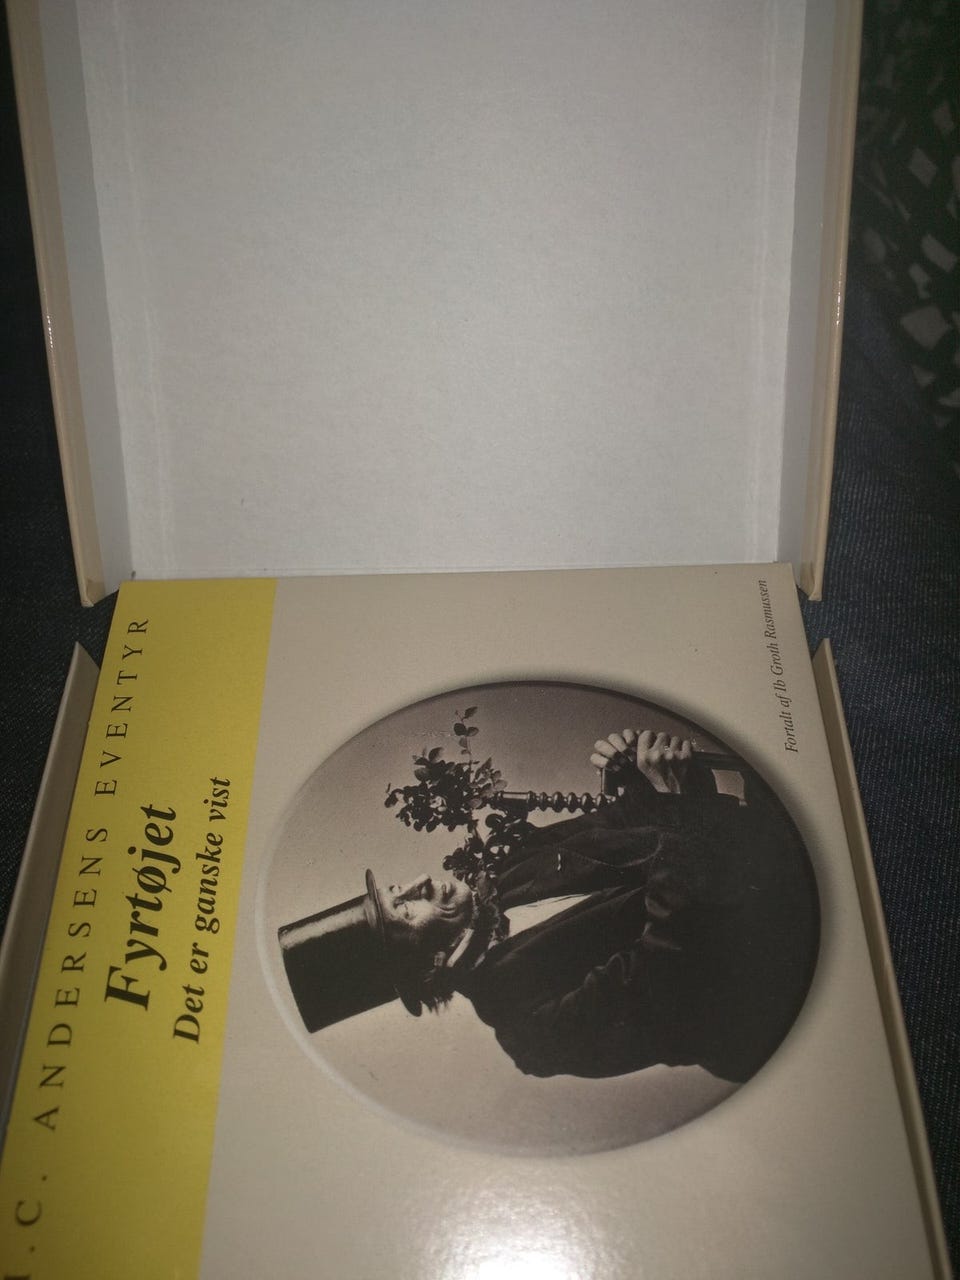 H.C. ANDERSENS EVENTYR
Fyrtøjet
Det er ganske vist
Fortalt af Ib Groth Rasmussen